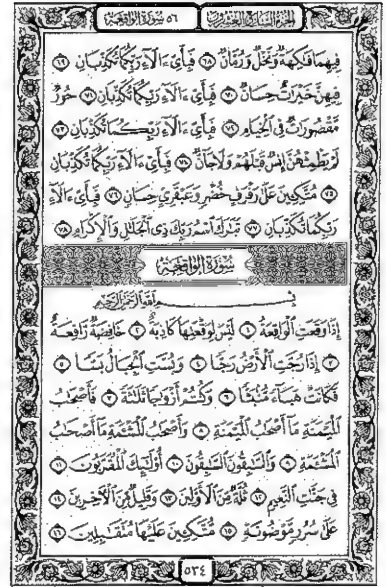 الجزء السابع والعشرون ٥٦ سورة الواقعة
فِيهِمَا فَـٰكِهَةٌ وَنَخْلٌ وَرُمَّانٌ ٦٨ فَبِأَيِّ ءَالَآءِ رَبِّكُمَا تُكَذِّبَانِ ٦٩
فِيهِنَّ خَيْرَٰتٌ حِسَانٌ ٧٠ فَبِأَيِّ ءَالَآءِ رَبِّكُمَا تُكَذِّبَانِ ٧١ حُورٌ
مَّقْصُورَٰتٌ فِي ٱلْخِيَامِ ٧٢ فَبِأَيِّ ءَالَآءِ رَبِّكُمَا تُكَذِّبَانِ ٧٣
لَمْ يَطْمِثْهُنَّ إِنسٌ قَبْلَهُمْ وَلَا جَآنٌّ ٧٤ فَبِأَيِّ ءَالَآءِ رَبِّكُمَا تُكَذِّبَانِ
٧٥ مُتَّكِـِٔينَ عَلَىٰ رَفْرَفٍ خُضْرٍ وَعَبْقَرِيٍّ حِسَانٍ ٧٦ فَبِأَيِّ ءَالَآءِ
رَبِّكُمَا تُكَذِّبَانِ ٧٧ تَبَـٰرَكَ ٱسْمُ رَبِّكَ ذِي ٱلْجَلَـٰلِ وَٱلْإِكْرَامِ ٧٨
سُورَةُ الوَاقِعَةِ
بِسْمِ ٱللَّهِ ٱلرَّحْمَـٰنِ ٱلرَّحِيمِ
إِذَا وَقَعَتِ ٱلْوَاقِعَةُ ١ لَيْسَ لِوَقْعَتِهَا كَاذِبَةٌ ٢ خَافِضَةٌ رَّافِعَةٌ
٣ إِذَا رُجَّتِ ٱلْأَرْضُ رَجًّا ٤ وَبُسَّتِ ٱلْجِبَالُ بَسًّا ٥
فَكَانَتْ هَبَآءً مُّنۢبَثًّا ٦ وَكُنتُمْ أَزْوَٰجًا ثَلَـٰثَةً ٧ فَأَصْحَـٰبُ
ٱلْمَيْمَنَةِ مَآ أَصْحَـٰبُ ٱلْمَيْمَنَةِ ٨ وَأَصْحَـٰبُ ٱلْمَشْـَٔمَةِ مَآ أَصْحَـٰبُ
ٱلْمَشْـَٔمَةِ ٩ وَٱلسَّـٰبِقُونَ ٱلسَّـٰبِقُونَ ١٠ أُو۟لَـٰٓئِكَ ٱلْمُقَرَّبُونَ ١١
فِي جَنَّـٰتِ ٱلنَّعِيمِ ١٢ ثُلَّةٌ مِّنَ ٱلْأَوَّلِينَ ١٣ وَقَلِيلٌ مِّنَ ٱلْـَٔاخِرِينَ ١٤
عَلَىٰ سُرُرٍ مَّوْضُونَةٍ ١٥ مُّتَّكِـِٔينَ عَلَيْهَا مُتَقَـٰبِلِينَ ١٦
٥٣٤